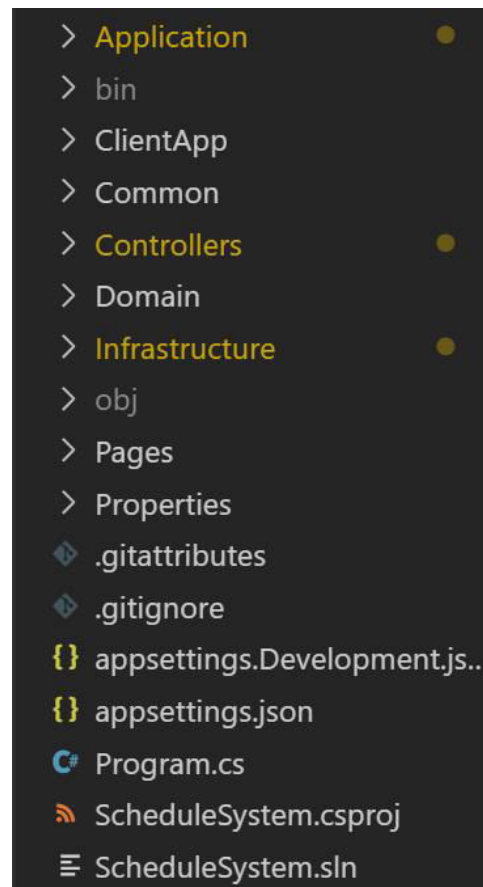 Application
bin
ClientApp
Common
Controllers
Domain
Infrastructure
obj
Pages
Properties
.gitattributes
.gitignore
{} appsettings.Development.js...
{} appsettings.json
C# Program.cs
ScheduleSystem.csproj
ScheduleSystem.sln